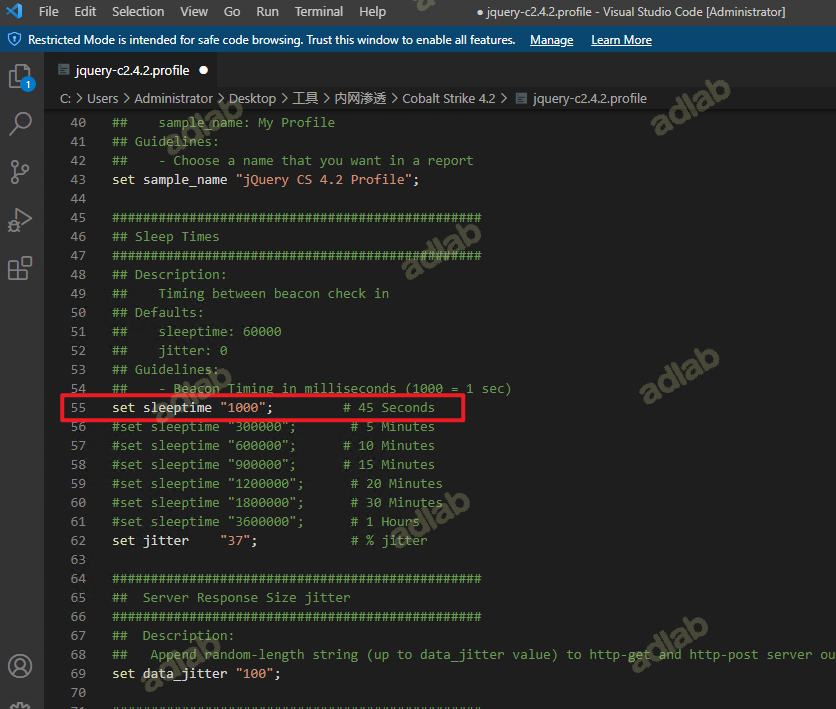 File Edit Selection View Go Run Terminal Help
● jquery-c2.4.2.profile - Visual Studio Code [Administrator]
Restricted Mode is intended for safe code browsing. Trust this window to enable all features. Manage Learn More
1
jquery-c2.4.2.profile ●
C: > Users > Administrator > Desktop > 工具 > 内网渗透 > Cobalt Strike 4.2 > jquery-c2.4.2.profile
40 ## sample_name: My Profile
41 ## Guidelines:
42 ## - Choose a name that you want in a report
43 set sample_name "jQuery CS 4.2 Profile";
44
45 ################################################
46 ## Sleep Times
47 ################################################
48 ## Description:
49 ## Timing between beacon check in
50 ## Defaults:
51 ## sleeptime: 60000
52 ## jitter: 0
53 ## Guidelines:
54 ## - Beacon Timing in milliseconds (1000 = 1 sec)
55 set sleeptime "1000"; # 45 Seconds
56 #set sleeptime "300000"; # 5 Minutes
57 #set sleeptime "600000"; # 10 Minutes
58 #set sleeptime "900000"; # 15 Minutes
59 #set sleeptime "1200000"; # 20 Minutes
60 #set sleeptime "1800000"; # 30 Minutes
61 #set sleeptime "3600000"; # 1 Hours
62 set jitter "37"; # % jitter
63
64 ################################################
65 ## Server Response Size jitter
66 ################################################
67 ## Description:
68 ## Append random-length string (up to data_jitter value) to http-get and http-post server ou
69 set data_jitter "100";
70
adlab
adlab
adlab
adlab
adlab
adlab
adlab
adlab